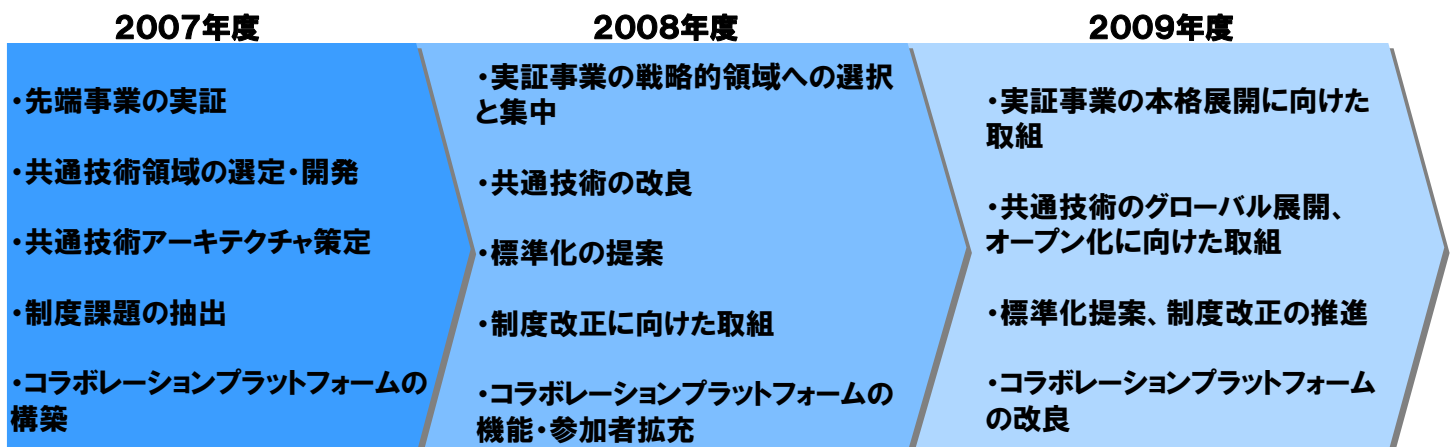 2007年度
・先端事業の実証
・共通技術領域の選定・開発
・共通技術アーキテクチャ策定
・制度課題の抽出
・コラボレーションプラットフォームの
構築
2008年度
・実証事業の戦略的領域への選択
と集中
・共通技術の改良
・標準化の提案
・制度改正に向けた取組
・コラボレーションプラットフォームの
機能・参加者拡充
2009年度
・実証事業の本格展開に向けた
取組
・共通技術のグローバル展開、
オープン化に向けた取組
・標準化提案、制度改正の推進
・コラボレーションプラットフォーム
の改良